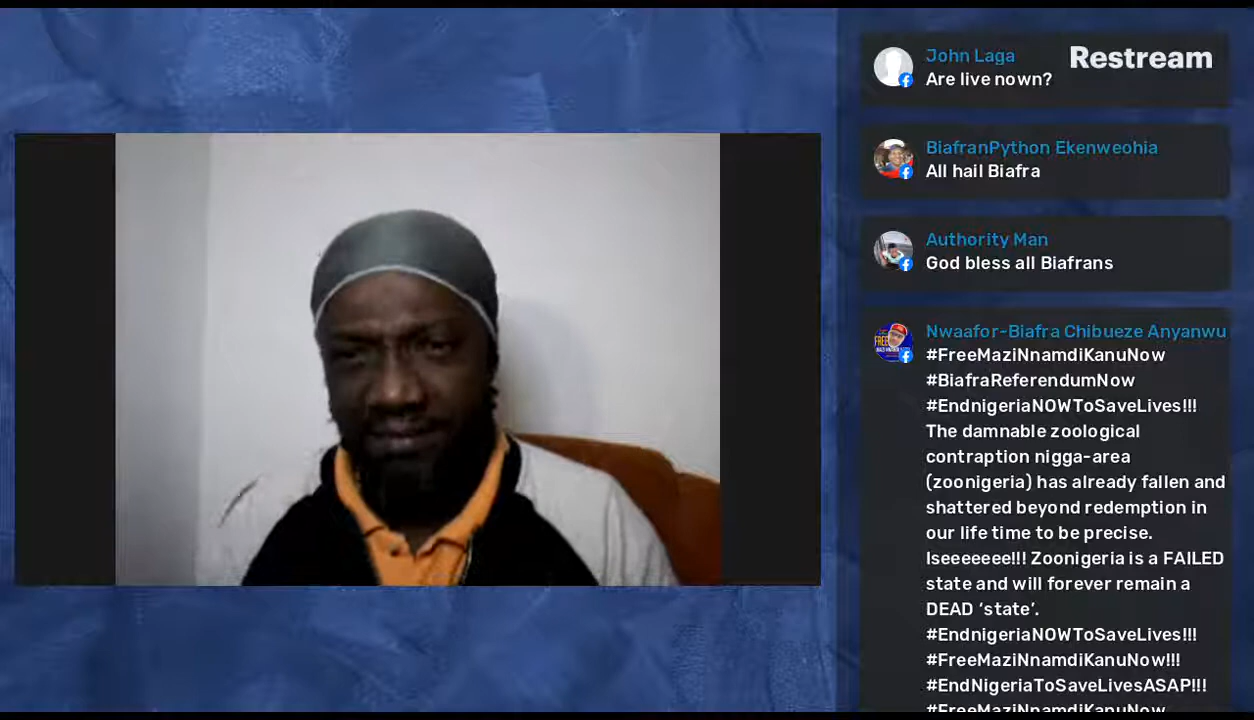 John Laga
Restream
Are live nown?
BiafranPython Ekenweohia
All hail Biafra
Authority Man
God bless all Biafrans
Nwaafor-Biafra Chibueze Anyanwu
#FreeMaziNnamdiKanuNow
#BiafraReferendumNow
#EndnigeriaNOWToSaveLives!!!
The damnable zoological
contraption nigga-area
(zoonigeria) has already fallen and
shattered beyond redemption in
our life time to be precise.
Iseeeeeee!!! Zoonigeria is a FAILED
state and will forever remain a
DEAD ‘state’.
#EndnigeriaNOWToSaveLives!!!
#FreeMaziNnamdiKanuNow!!!
#EndNigeriaToSaveLivesASAP!!!
#FreeMaziNnamdiKanuNow